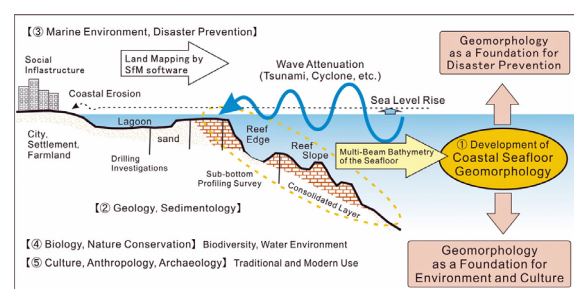 【③ Marine Environment, Disaster Prevention】
Social
Inflastructure
Land Mapping by
SfM software
Wave Attenuation
(Tsunami, Cyclone, etc.)
Geomorphology
as a Foundation for
Disaster Prevention
Coastal Erosion
Sea Level Rise
Lagoon
City,
Settlement,
Farmland
sand
Reef
Edge
Drilling
Investigations
Reef
Slope
Sub-bottom
Profiling Survey
Consolidated Layer
Multi-Beam Bathymetry
of the Seafloor
① Development of
Coastal Seafloor
Geomorphology
【② Geology, Sedimentology】
【④ Biology, Nature Conservation】 Biodiversity, Water Environment
【⑤ Culture, Anthropology, Archaeology】 Traditional and Modern Use
Geomorphology
as a Foundation for
Environment and Culture